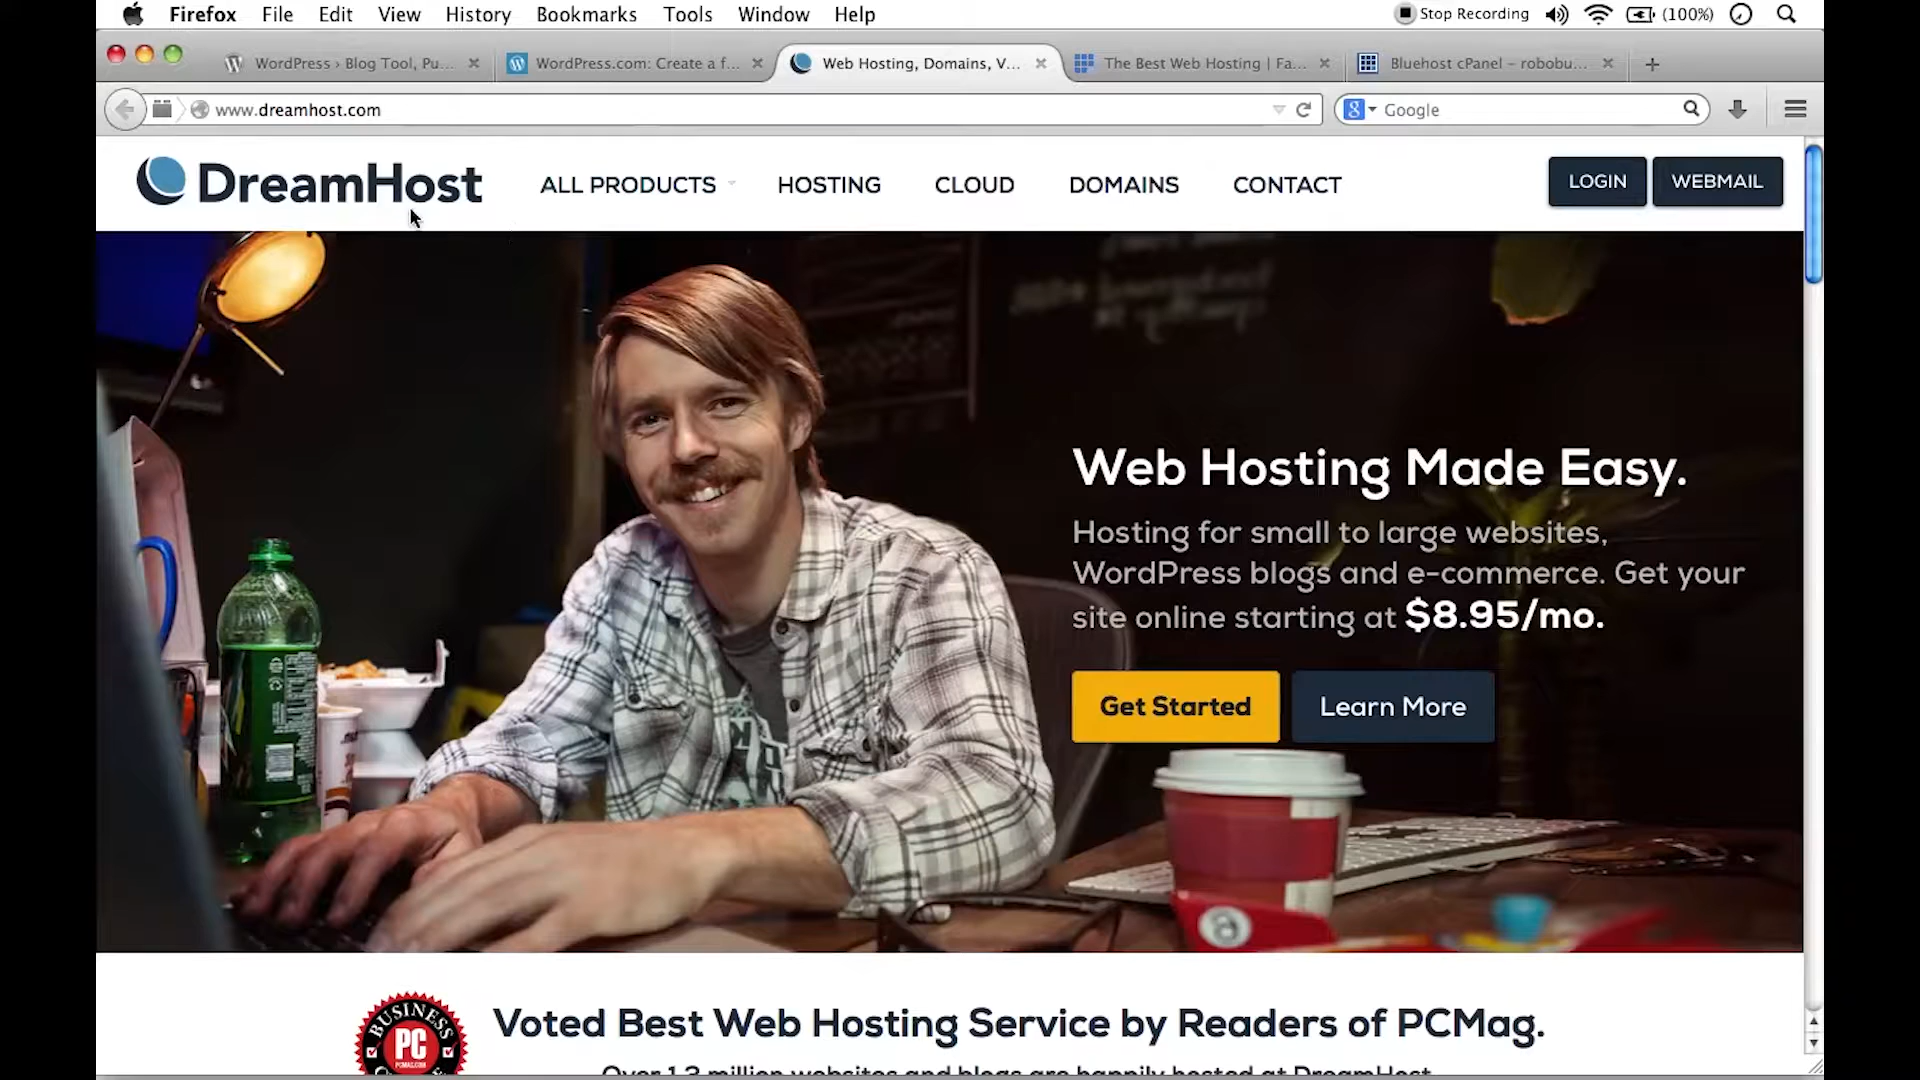 Firefox File Edit View History Bookmarks Tools Window Help Stop Recording (100%)
WordPress › Blog Tool, Pu... WordPress.com: Create a f... Web Hosting, Domains, V... The Best Web Hosting | Fa... Bluehost cPanel – robobu...
www.dreamhost.com Google
DreamHost ALL PRODUCTS HOSTING CLOUD DOMAINS CONTACT LOGIN WEBMAIL
Web Hosting Made Easy.
Hosting for small to large websites,
WordPress blogs and e-commerce. Get your
site online starting at $8.95/mo.
Get Started Learn More
BUSINESS
PC
PCMAG.COM
Voted Best Web Hosting Service by Readers of PCMag.
Over 1.3 million websites and blogs are happily hosted at DreamHost.